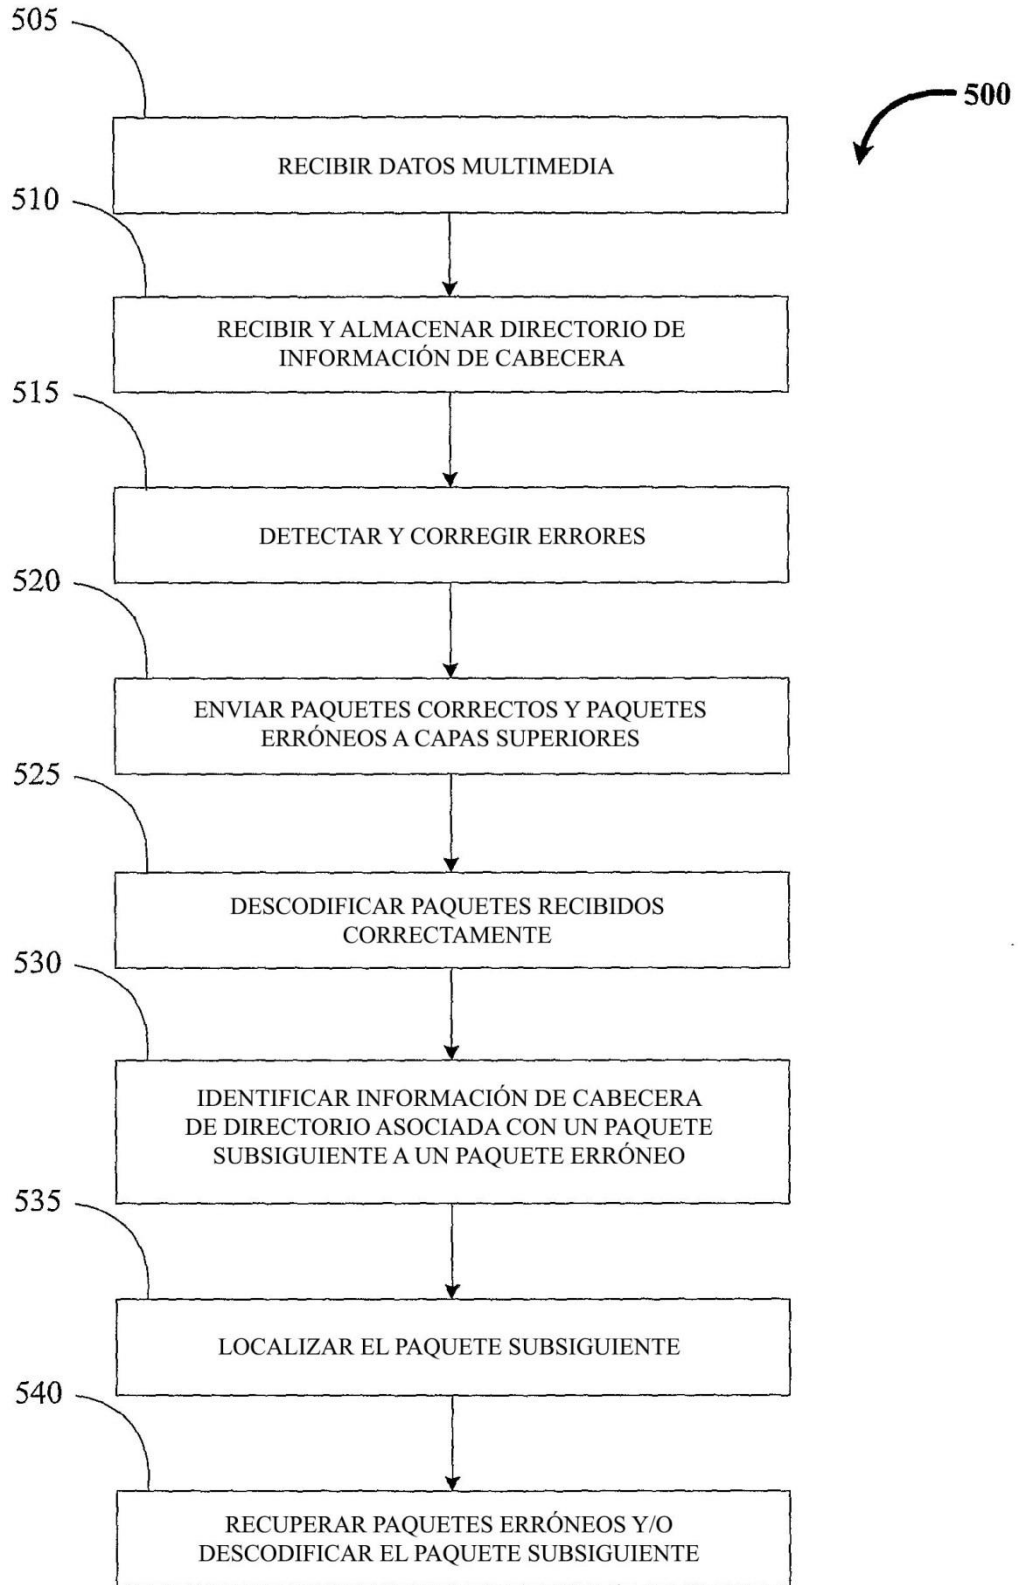 505
500
RECIBIR DATOS MULTIMEDIA
510
RECIBIR Y ALMACENAR DIRECTORIO DE
INFORMACIÓN DE CABECERA
515
DETECTAR Y CORREGIR ERRORES
520
ENVIAR PAQUETES CORRECTOS Y PAQUETES
ERRÓNEOS A CAPAS SUPERIORES
525
DESCODIFICAR PAQUETES RECIBIDOS
CORRECTAMENTE
530
IDENTIFICAR INFORMACIÓN DE CABECERA
DE DIRECTORIO ASOCIADA CON UN PAQUETE
SUBSIGUIENTE A UN PAQUETE ERRÓNEO
535
LOCALIZAR EL PAQUETE SUBSIGUIENTE
540
RECUPERAR PAQUETES ERRÓNEOS Y/O
DESCODIFICAR EL PAQUETE SUBSIGUIENTE